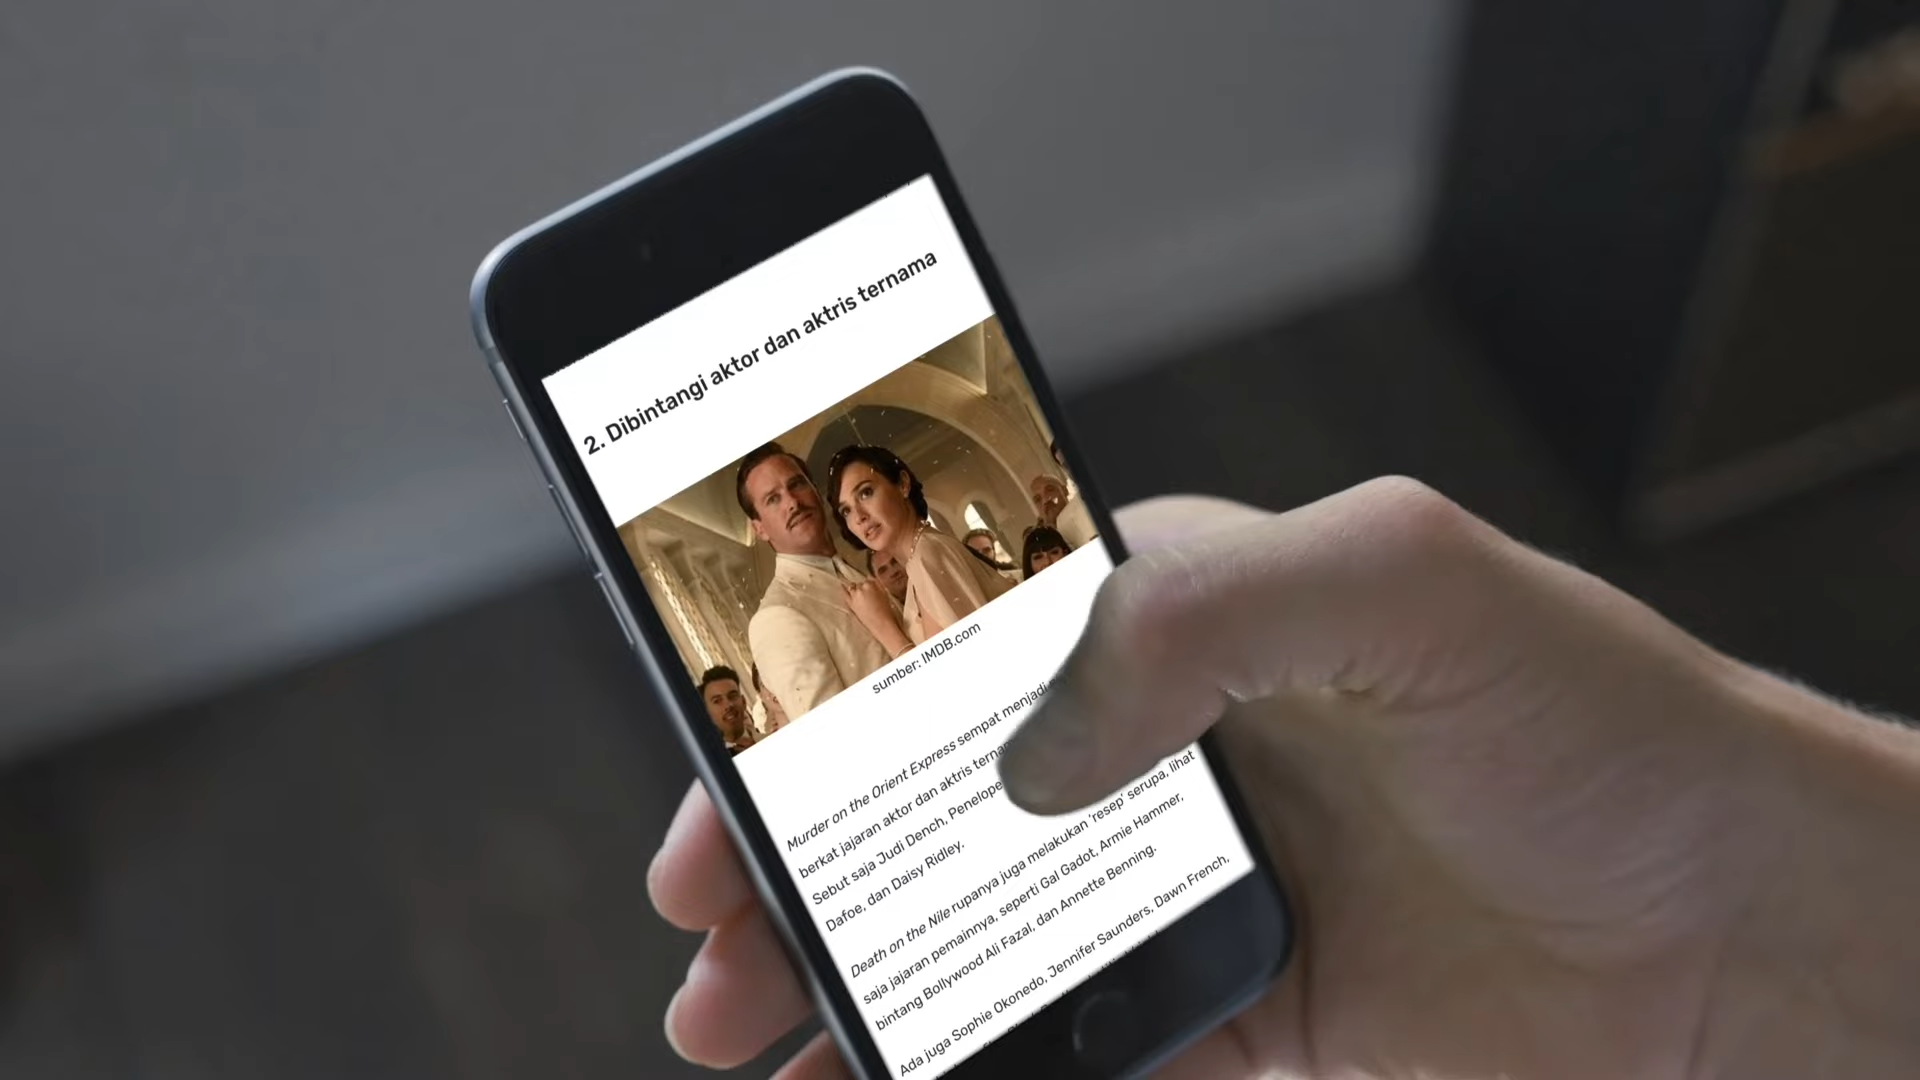 2. Dibintangi aktor dan aktris ternama
sumber: IMDB.com
Murder on the Orient Express sempat menjadi
berkat jajaran aktor dan aktris
Sebut saja Judi Dench, Penelope
Dafoe, dan Daisy Ridley.
Death on the Nile rupanya juga melakukan 'resep' serupa, lihat
saja jajaran pemainnya, seperti Gal Gadot, Armie Hammer,
bintang Bollywood Ali Fazal, dan Annette Benning.
Ada juga Sophie Okonedo, Jennifer Saunders, Dawn French,